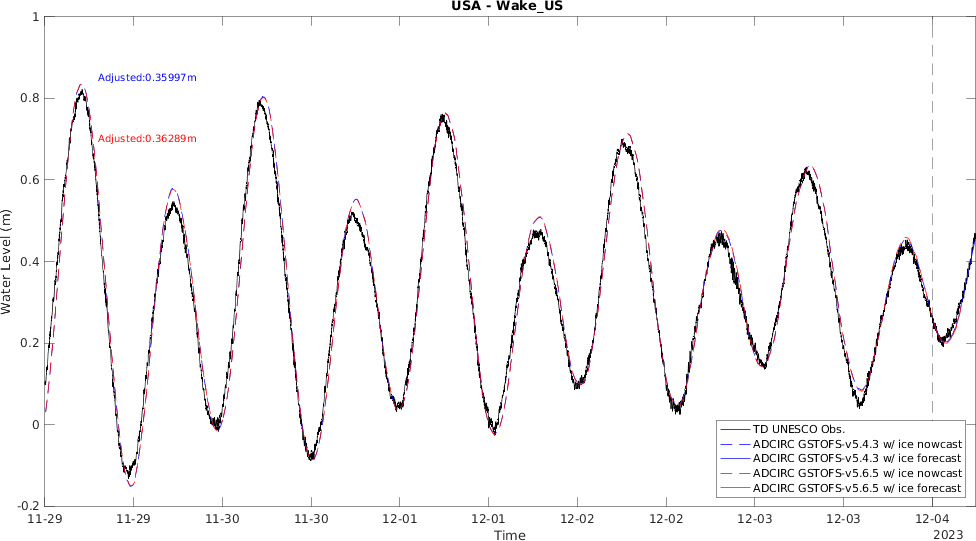 USA - Wake_US
1
0.8
0.6
0.4
0.2
0
-0.2
Water Level (m)
Adjusted:0.35997m
Adjusted:0.36289m
TD UNESCO Obs.
ADCIRC GSTOFS-v5.4.3 w/ ice nowcast
ADCIRC GSTOFS-v5.4.3 w/ ice forecast
ADCIRC GSTOFS-v5.6.5 w/ ice nowcast
ADCIRC GSTOFS-v5.6.5 w/ ice forecast
11-29 11-29 11-30 11-30 12-01 12-01 12-02 12-02 12-03 12-03 12-04
2023
Time